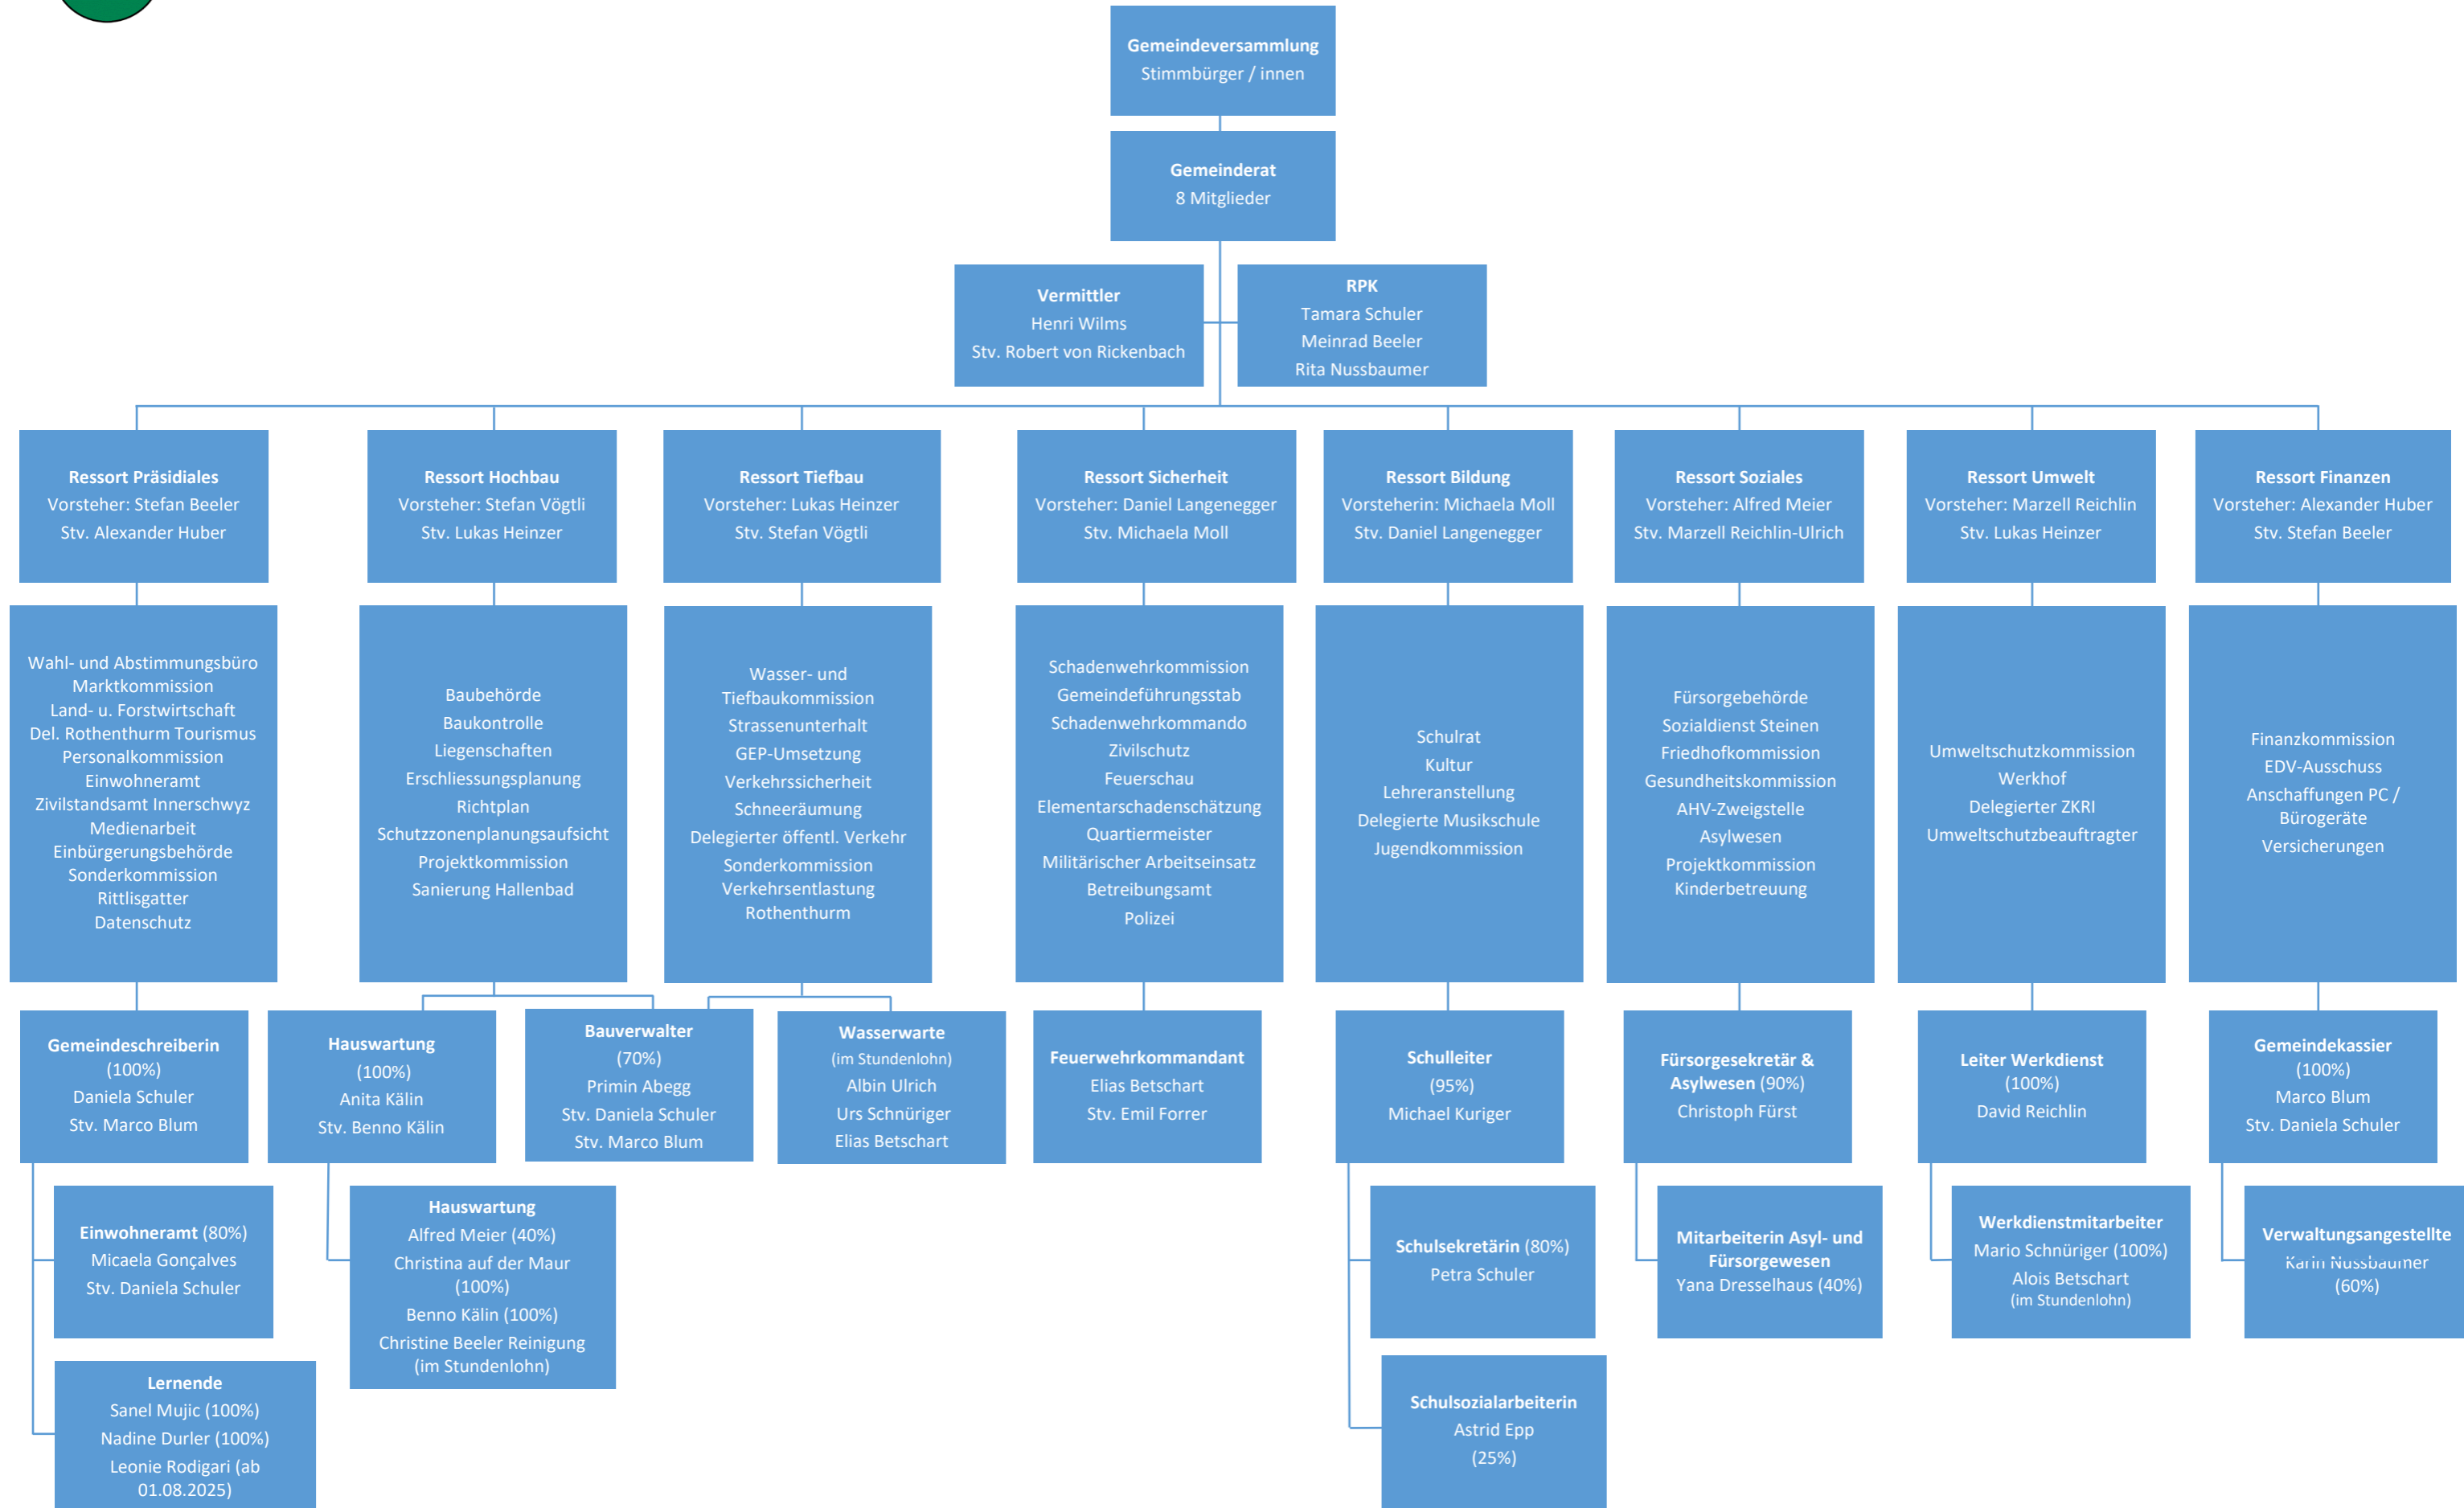 Gemeindeversammlung
Stimmbürger / innen
Gemeinderat
8 Mitglieder
Vermittler
Henri Wilms
Stv. Robert von Rickenbach
RPK
Tamara Schuler
Meinrad Beeler
Rita Nussbaumer
Ressort Präsidiales
Vorsteher: Stefan Beeler
Stv. Alexander Huber
Ressort Hochbau
Vorsteher: Stefan Vögtli
Stv. Lukas Heinzer
Ressort Tiefbau
Vorsteher: Lukas Heinzer
Stv. Stefan Vögtli
Ressort Sicherheit
Vorsteher: Daniel Langenegger
Stv. Michaela Moll
Ressort Bildung
Vorsteherin: Michaela Moll
Stv. Daniel Langenegger
Ressort Soziales
Vorsteher: Alfred Meier
Stv. Marzell Reichlin-Ulrich
Ressort Umwelt
Vorsteher: Marzell Reichlin
Stv. Lukas Heinzer
Ressort Finanzen
Vorsteher: Alexander Huber
Stv. Stefan Beeler
Wahl- und Abstimmungsbüro
Marktkommission
Land- u. Forstwirtschaft
Del. Rothenthurm Tourismus
Personalkommission
Einwohneramt
Zivilstandsamt Innerschwyz
Medienarbeit
Einbürgerungsbehörde
Sonderkommission
Rittlisgatter
Datenschutz
Baubehörde
Baukontrolle
Liegenschaften
Erschliessungsplanung
Richtplan
Schutzzonenplanungsaufsicht
Projektkommission
Sanierung Hallenbad
Wasser- und
Tiefbaukommission
Strassenunterhalt
GEP-Umsetzung
Verkehrssicherheit
Schneeräumung
Delegierter öffentl. Verkehr
Sonderkommission
Verkehrsentlastung
Rothenthurm
Schadenwehrkommission
Gemeindeführungsstab
Schadenwehrkommando
Zivilschutz
Feuerschau
Elementarschadenschätzung
Quartiermeister
Militärischer Arbeitseinsatz
Betreibungsamt
Polizei
Schulrat
Kultur
Lehreranstellung
Delegierte Musikschule
Jugendkommission
Fürsorgebehörde
Sozialdienst Steinen
Friedhofkommission
Gesundheitskommission
AHV-Zweigstelle
Asylwesen
Projektkommission
Kinderbetreuung
Umweltschutzkommission
Werkhof
Delegierter ZKRI
Umweltschutzbeauftragter
Finanzkommission
EDV-Ausschuss
Anschaffungen PC /
Bürogeräte
Versicherungen
Gemeindeschreiberin
(100%)
Daniela Schuler
Stv. Marco Blum
Hauswartung
(100%)
Anita Kälin
Stv. Benno Kälin
Bauverwalter
(70%)
Primin Abegg
Stv. Daniela Schuler
Stv. Marco Blum
Wasserwarte
(im Stundenlohn)
Albin Ulrich
Urs Schnüriger
Elias Betschart
Feuerwehrkommandant
Elias Betschart
Stv. Emil Forrer
Schulleiter
(95%)
Michael Kuriger
Fürsorgesekretär &
Asylwesen (90%)
Christoph Fürst
Leiter Werkdienst
(100%)
David Reichlin
Gemeindekassier
(100%)
Marco Blum
Stv. Daniela Schuler
Einwohneramt (80%)
Micaela Gonçalves
Stv. Daniela Schuler
Hauswartung
Alfred Meier (40%)
Christina auf der Maur
(100%)
Benno Kälin (100%)
Christine Beeler Reinigung
(im Stundenlohn)
Schulsekretärin (80%)
Petra Schuler
Mitarbeiterin Asyl- und
Fürsorgewesen
Yana Dresselhaus (40%)
Werkdienstmitarbeiter
Mario Schnüriger (100%)
Alois Betschart
(im Stundenlohn)
Verwaltungsangestellte
Karin Nussbaumer
(60%)
Lernende
Sanel Mujic (100%)
Nadine Durler (100%)
Leonie Rodigari (ab
01.08.2025)
Schulsozialarbeiterin
Astrid Epp
(25%)